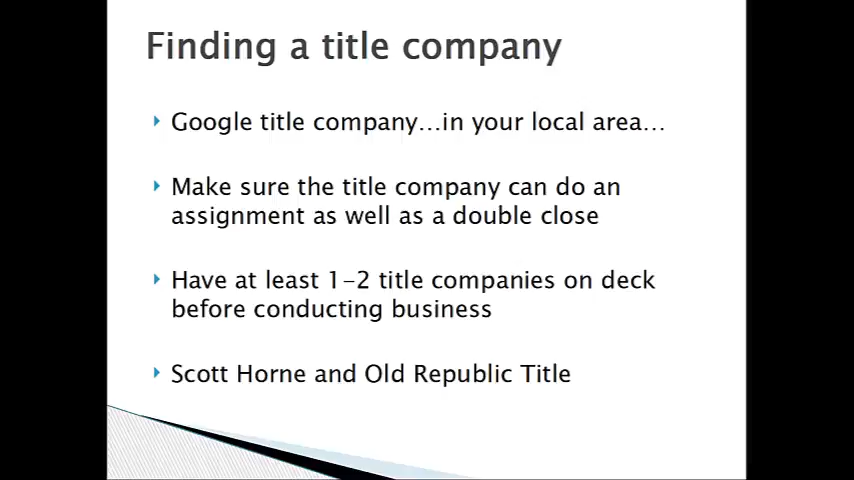 Finding a title company
Google title company...in your local area...
Make sure the title company can do an
assignment as well as a double close
Have at least 1-2 title companies on deck
before conducting business
Scott Horne and Old Republic Title